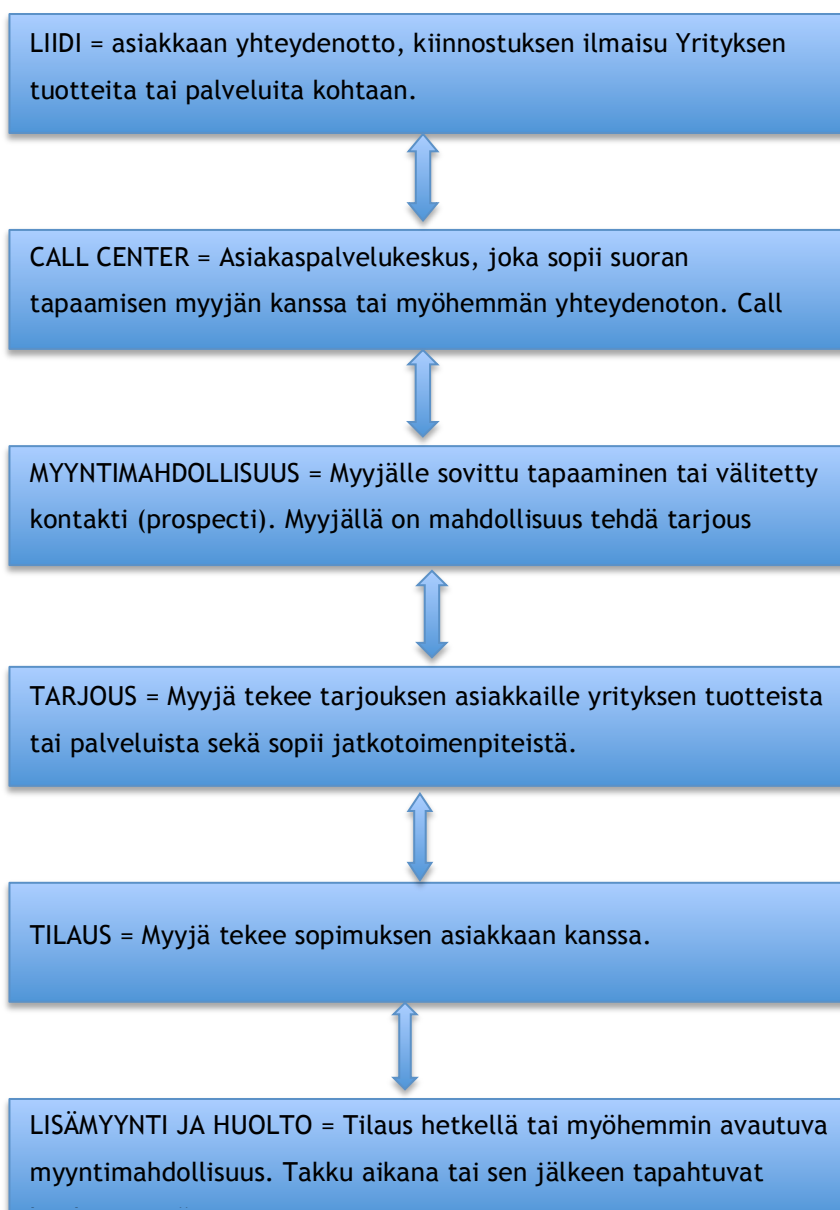 LIIDI = asiakkaan yhteydenotto, kiinnostuksen ilmaisu Yrityksen
tuotteita tai palveluita kohtaan.
CALL CENTER = Asiakaspalvelukeskus, joka sopii suoran
tapaamisen myyjän kanssa tai myöhemmän yhteydenoton. Call
MYYNTIMAHDOLLISUUS = Myyjälle sovittu tapaaminen tai välitetty
kontakti (prospecti). Myyjällä on mahdollisuus tehdä tarjous
TARJOUS = Myyjä tekee tarjouksen asiakkaille yrityksen tuotteista
tai palveluista sekä sopii jatkotoimenpiteistä.
TILAUS = Myyjä tekee sopimuksen asiakkaan kanssa.
LISÄMYYNTI JA HUOLTO = Tilaus hetkellä tai myöhemmin avautuva
myyntimahdollisuus. Takku aikana tai sen jälkeen tapahtuvat